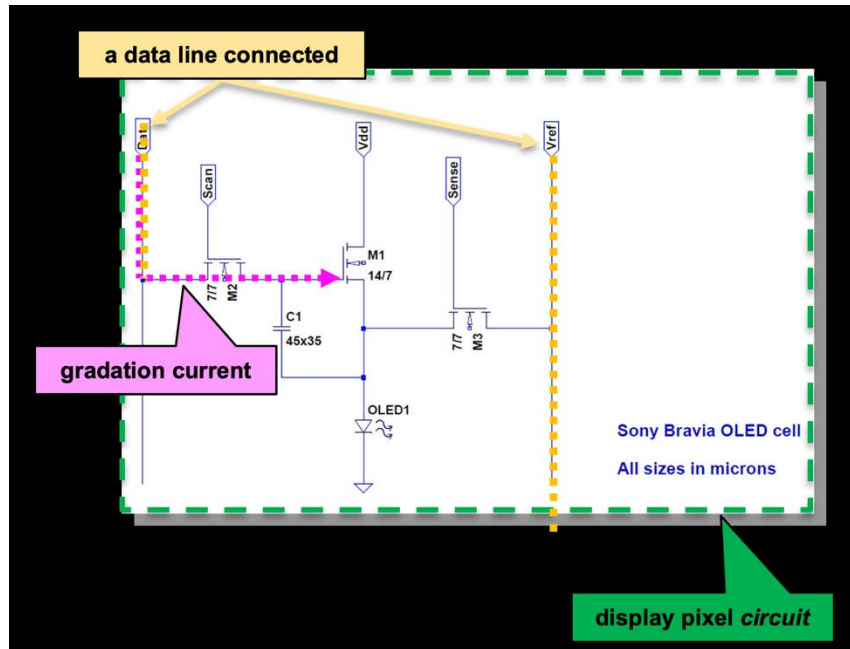 a data line connected
Dat
Vdd
Vref
Scan
Sense
M1
14/7
7/7
M2
C1
45x35
7/7
M3
gradation current
OLED1
Sony Bravia OLED cell
All sizes in microns
display pixel circuit